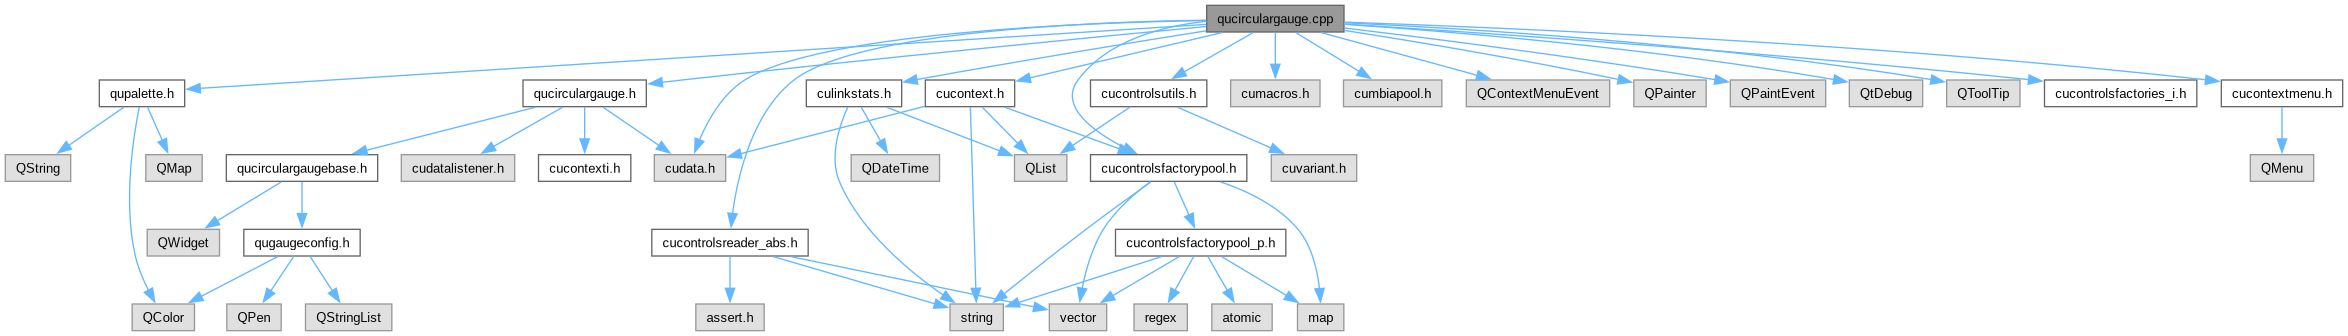 qucirculargauge.cpp
qupalette.h
qucirculargauge.h
culinkstats.h
cucontext.h
cucontrolsutils.h
cumacros.h
cumbiapool.h
QContextMenuEvent
QPainter
QPaintEvent
QtDebug
QToolTip
cucontrolsfactories_i.h
cucontextmenu.h
QString
QMap
qucirculargaugebase.h
cudatalistener.h
cucontexti.h
cudata.h
QDateTime
QList
cucontrolsfactorypool.h
cuvariant.h
QMenu
QWidget
qugaugeconfig.h
cucontrolsreader_abs.h
cucontrolsfactorypool_p.h
QColor
QPen
QStringList
assert.h
string
vector
regex
atomic
map